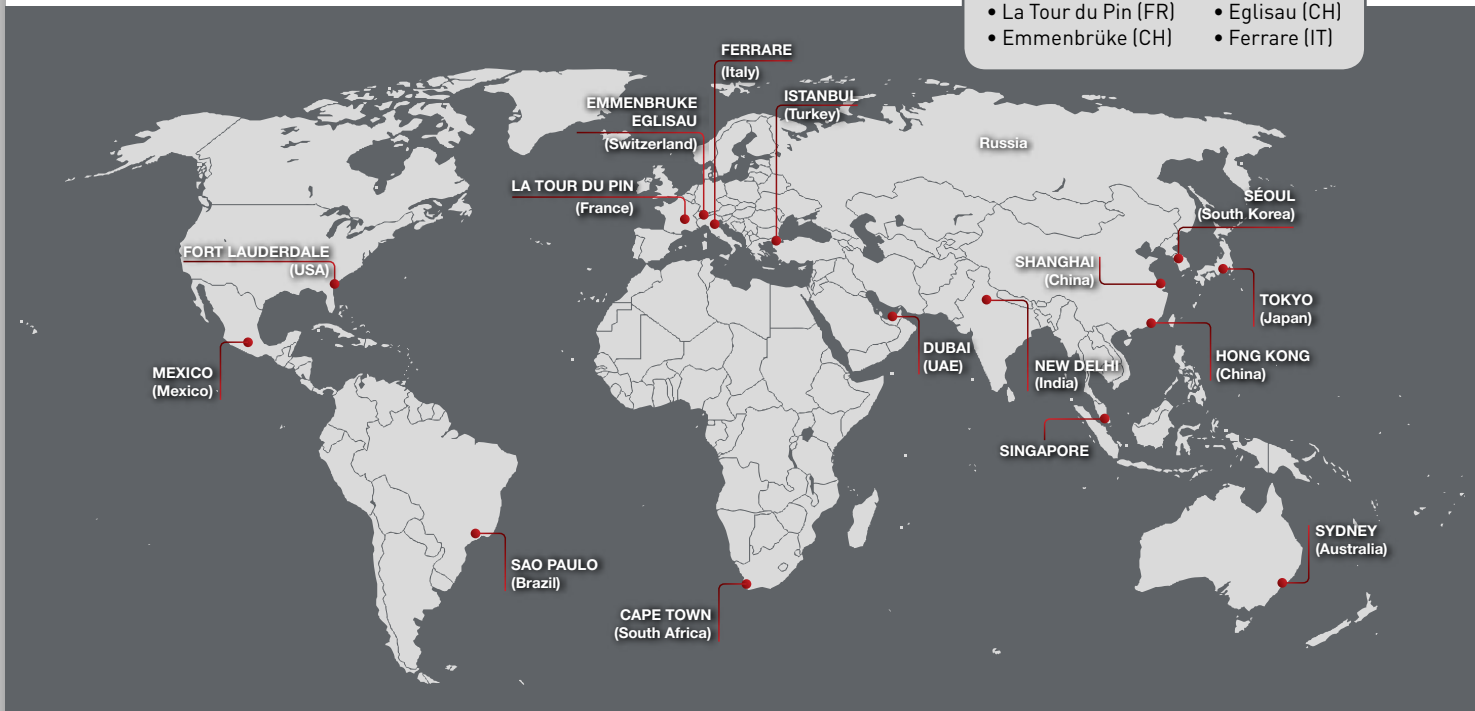 • La Tour du Pin (FR)
• Eglisau (CH)
• Emmenbrüke (CH)
• Ferrare (IT)
FERRARE
(Italy)
EMMENBRUKE
EGLISAU
(Switzerland)
ISTANBUL
(Turkey)
Russia
LA TOUR DU PIN
(France)
SÉOUL
(South Korea)
FORT LAUDERDALE
(USA)
SHANGHAI
(China)
TOKYO
(Japan)
MEXICO
(Mexico)
DUBAI
(UAE)
NEW DELHI
(India)
HONG KONG
(China)
SINGAPORE
SAO PAULO
(Brazil)
SYDNEY
(Australia)
CAPE TOWN
(South Africa)